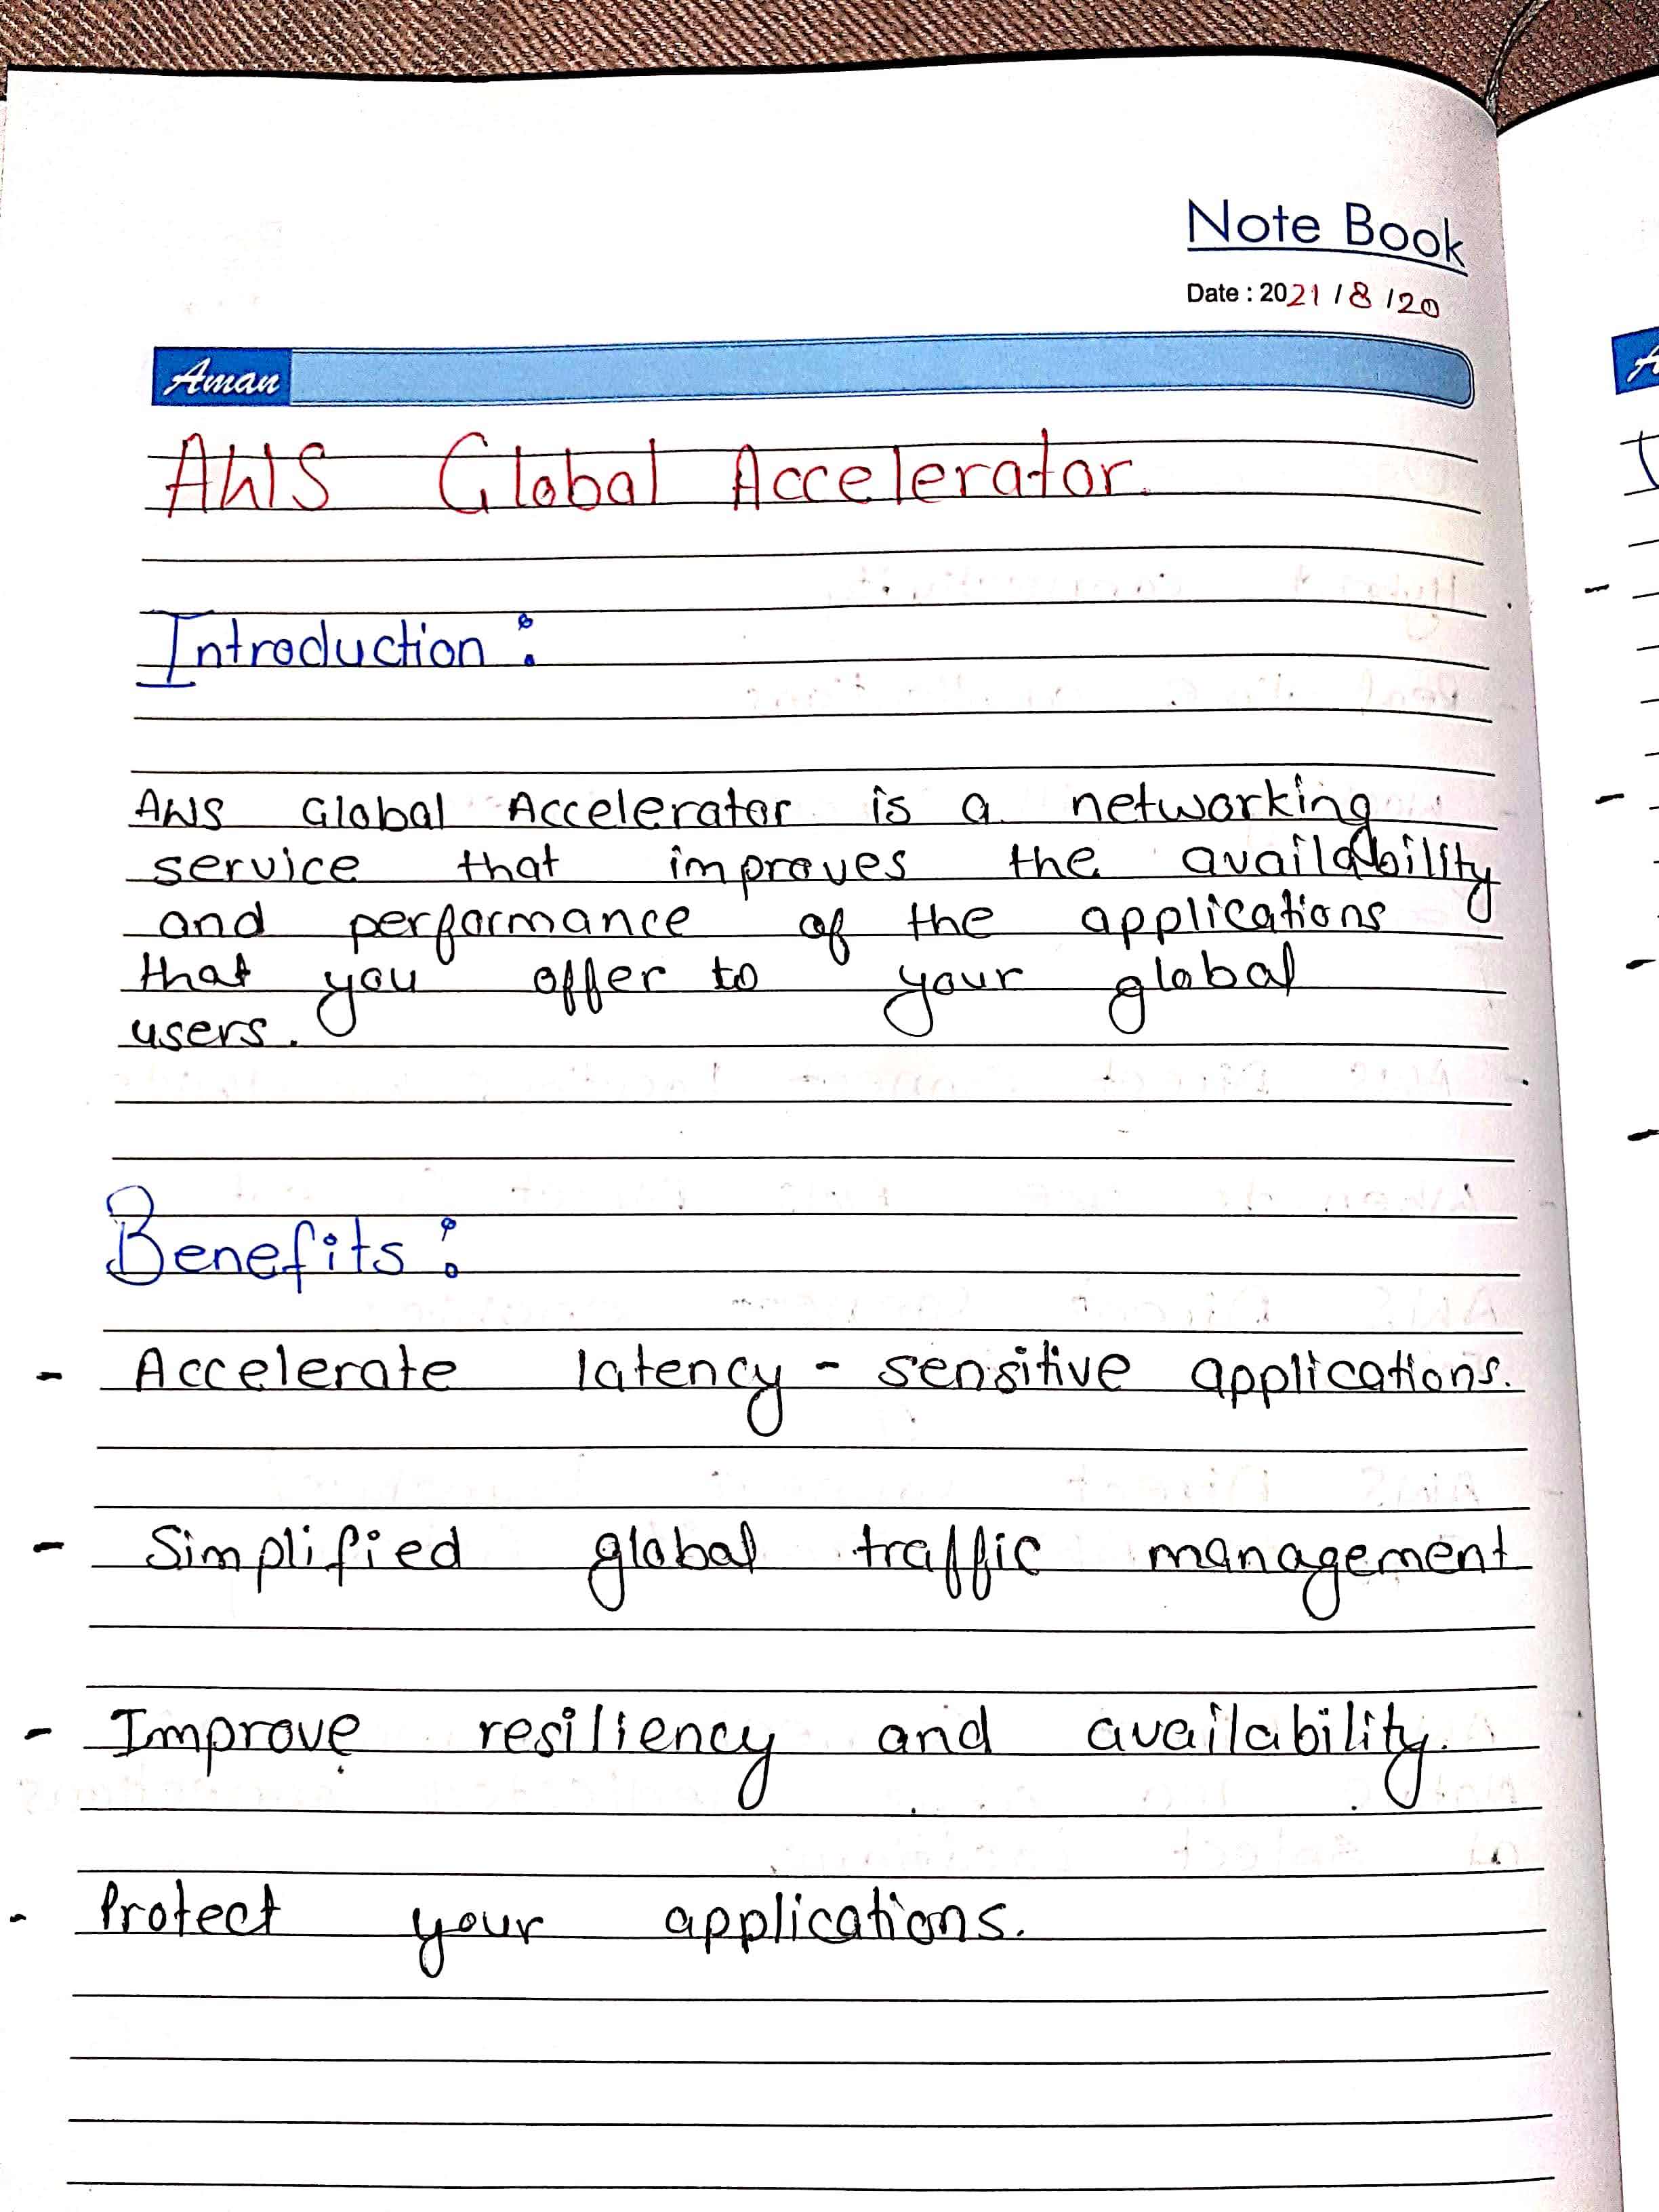 Note Book
Date : 2021 / 8 / 20
Aman
AWS Global Accelerator.
Introduction :
AWS Global Accelerator is a networking
service that improves the availability
and performance of the applications
that you offer to your global
users.
Benefits :
- Accelerate latency - sensitive applications.
- Simplified global traffic management
- Improve resiliency and availability.
- Protect your applications.